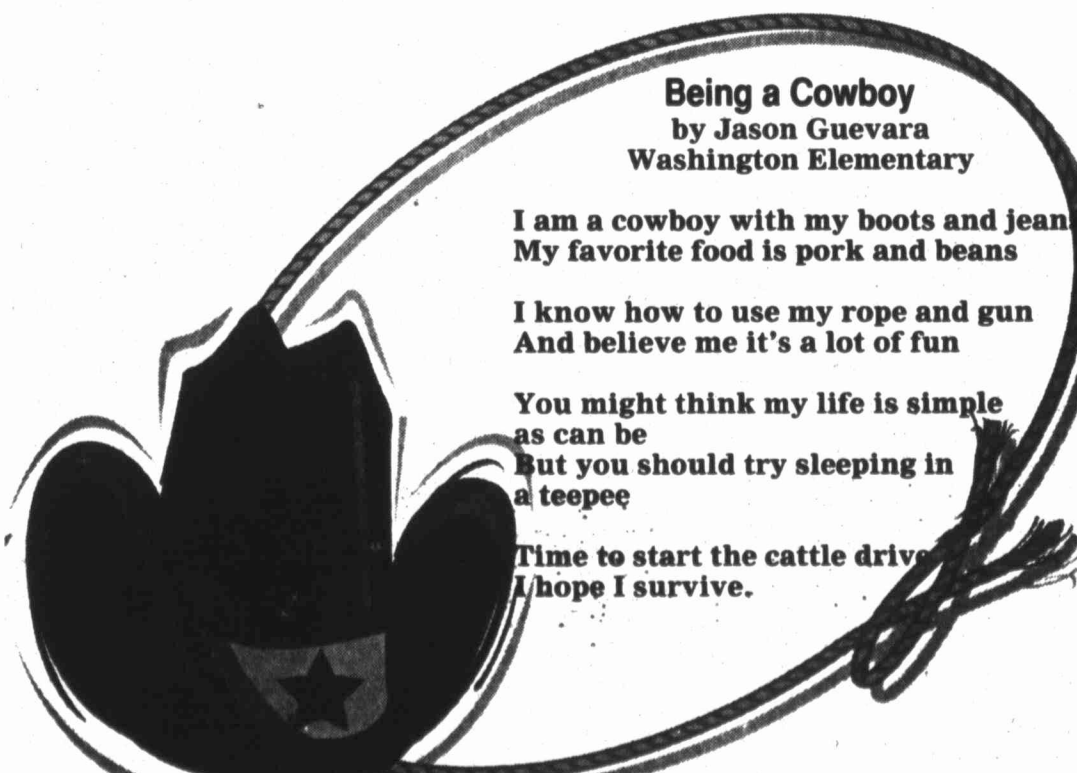 Being a Cowboy
by Jason Guevara
Washington Elementary
I am a cowboy with my boots and jean
My favorite food is pork and beans
I know how to use my rope and gun
And believe me it's a lot of fun
You might think my life is simple
as can be
But you should try sleeping in
a teepee
Time to start the cattle drive
I hope I survive.